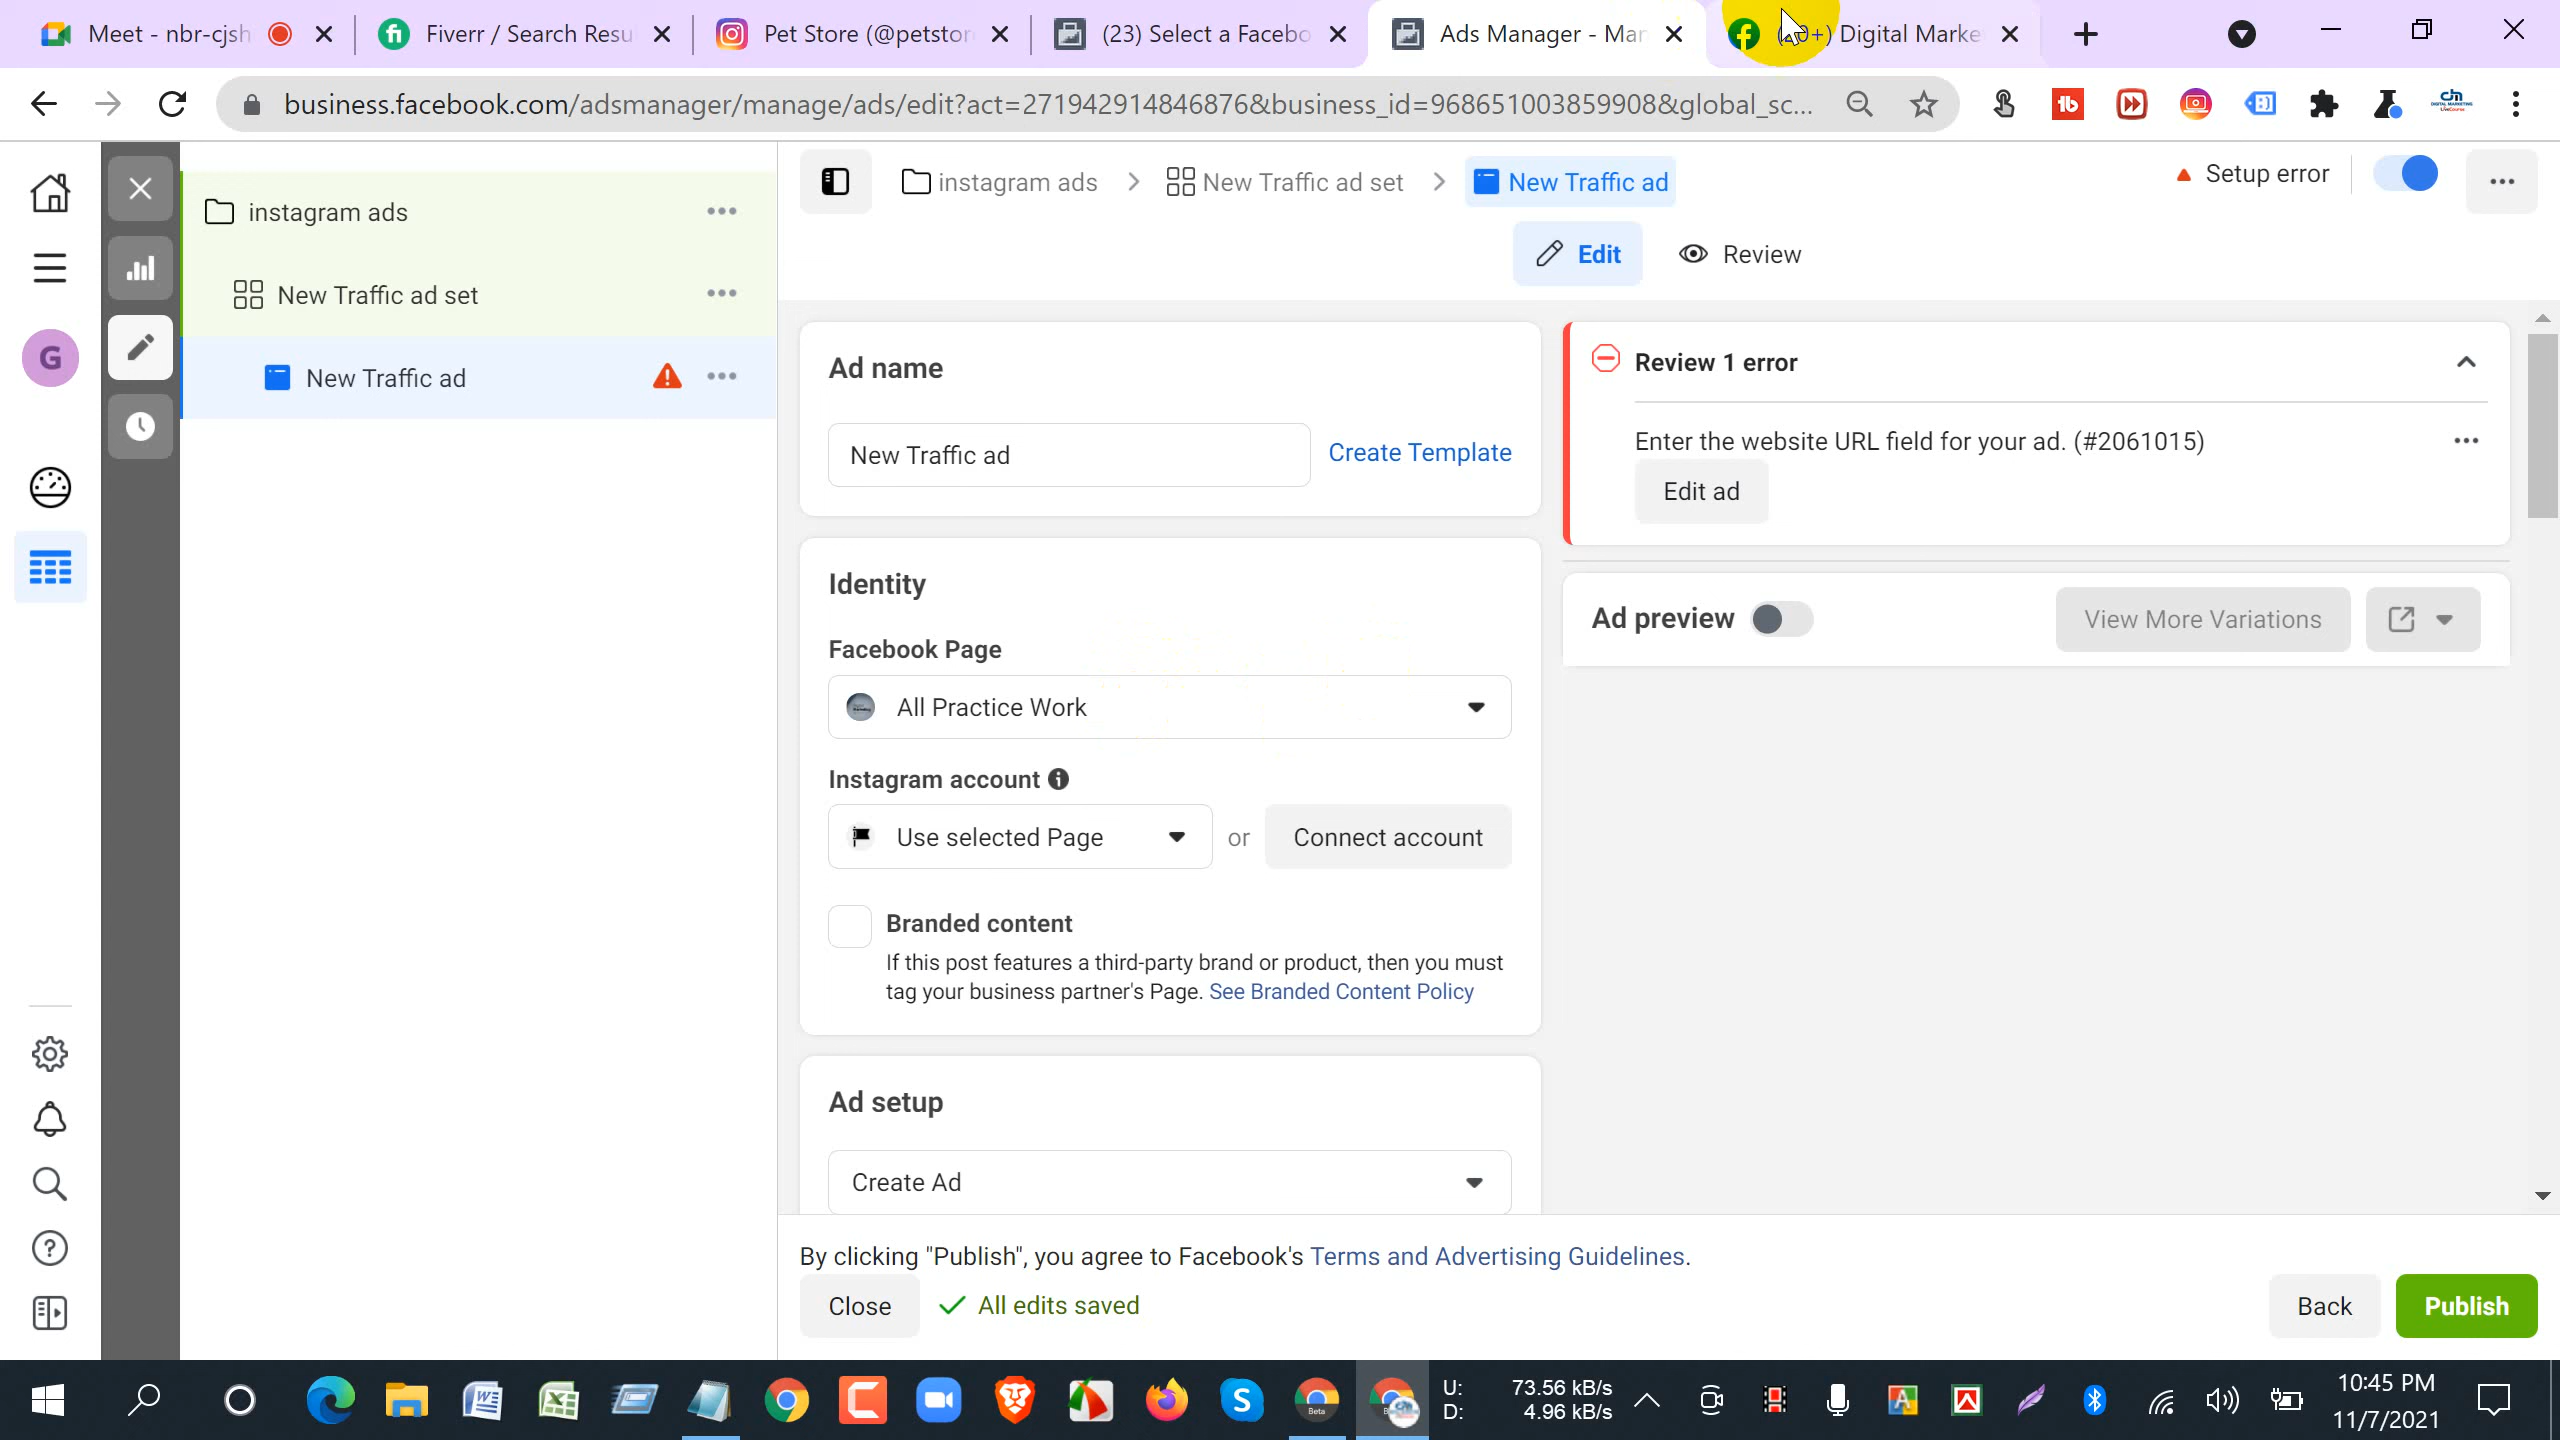 Meet - nbr-cjsh
Fiverr / Search Resu
Pet Store (@petstor
(23) Select a Facebo
Ads Manager - Man
Digital Marke
business.facebook.com/adsmanager/manage/ads/edit?act=271942914846876&business_id=968651003859908&global_sc...
instagram ads
New Traffic ad set
New Traffic ad
Setup error
Edit
Review
G
instagram ads
New Traffic ad set
New Traffic ad
Ad name
New Traffic ad
Create Template
Identity
Facebook Page
All Practice Work
Instagram account
Use selected Page
or
Connect account
Branded content
If this post features a third-party brand or product, then you must
tag your business partner's Page. See Branded Content Policy
Ad setup
Create Ad
Review 1 error
Enter the website URL field for your ad. (#2061015)
Edit ad
Ad preview
View More Variations
By clicking "Publish", you agree to Facebook's Terms and Advertising Guidelines.
Close
All edits saved
Back
Publish
U: 73.56 kB/s
D: 4.96 kB/s
10:45 PM
11/7/2021